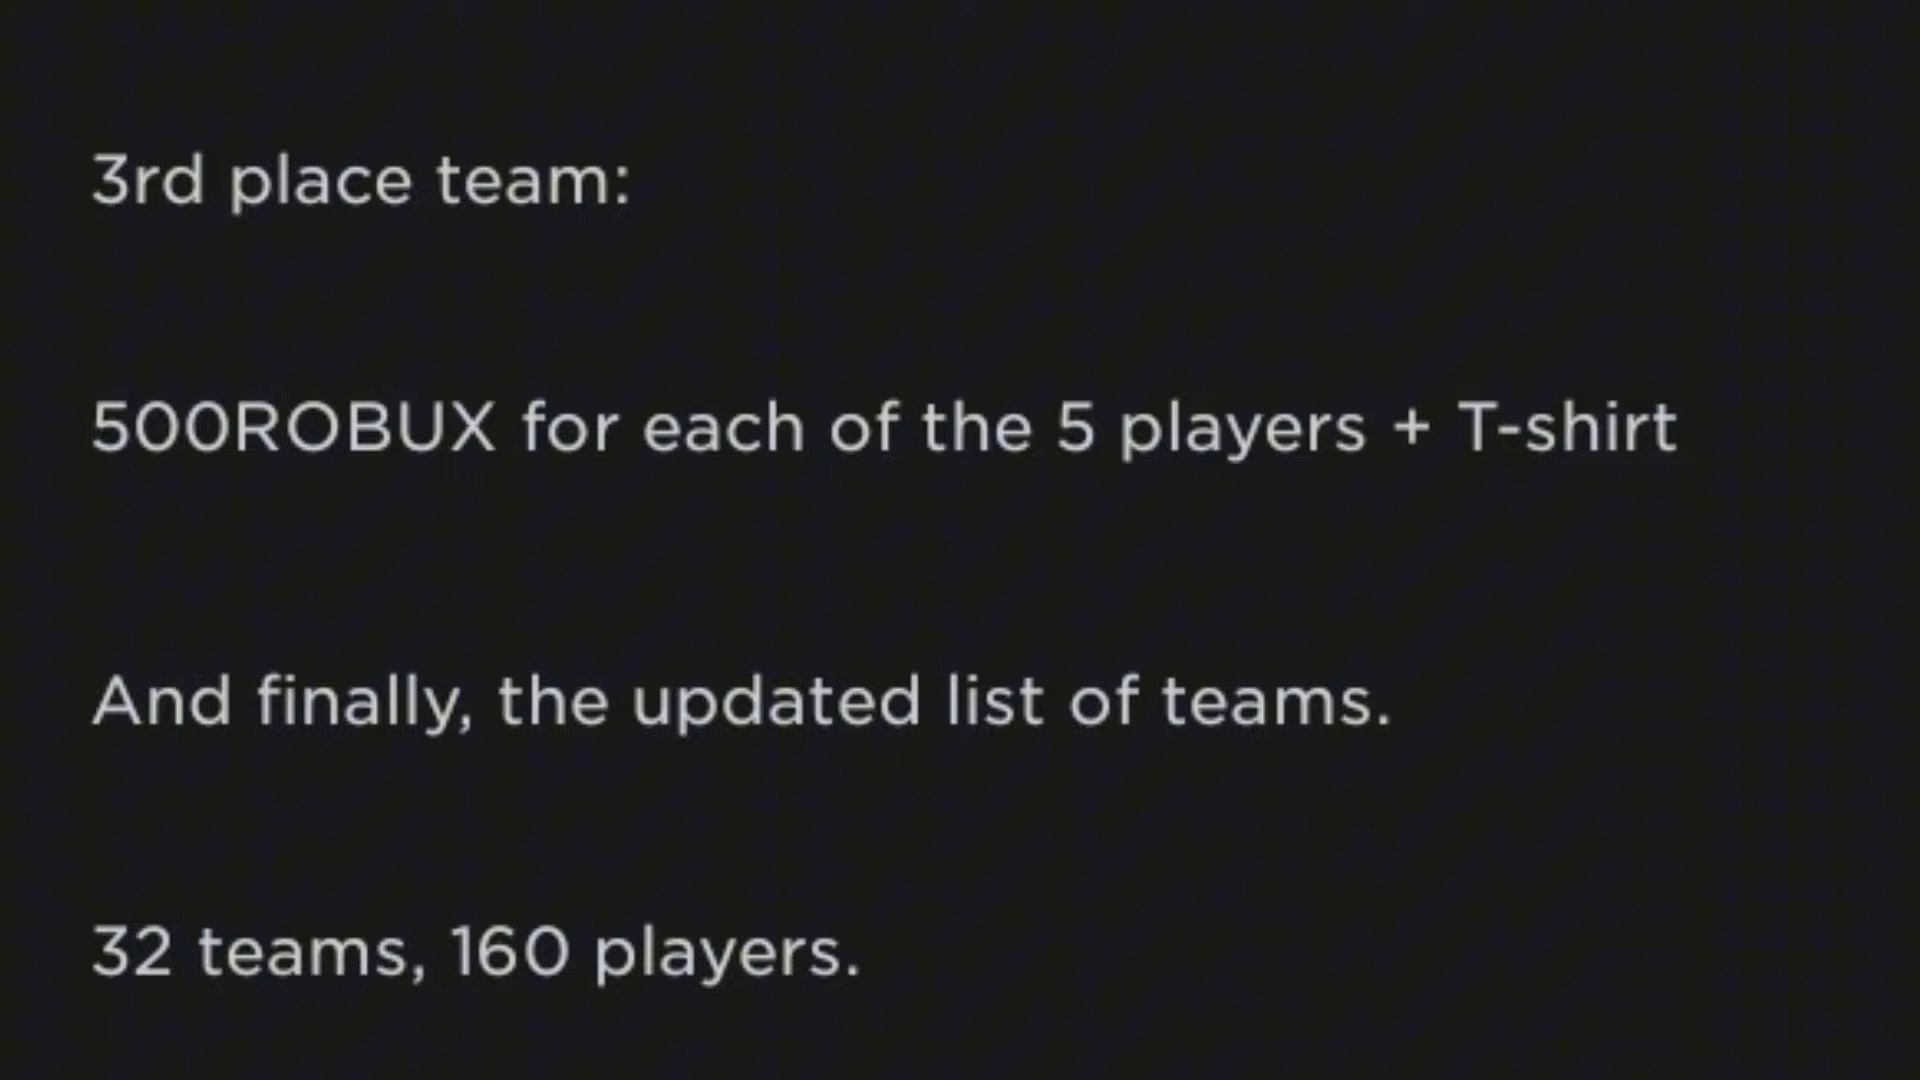 3rd place team:
500ROBUX for each of the 5 players + T-shirt
And finally, the updated list of teams.
32 teams, 160 players.